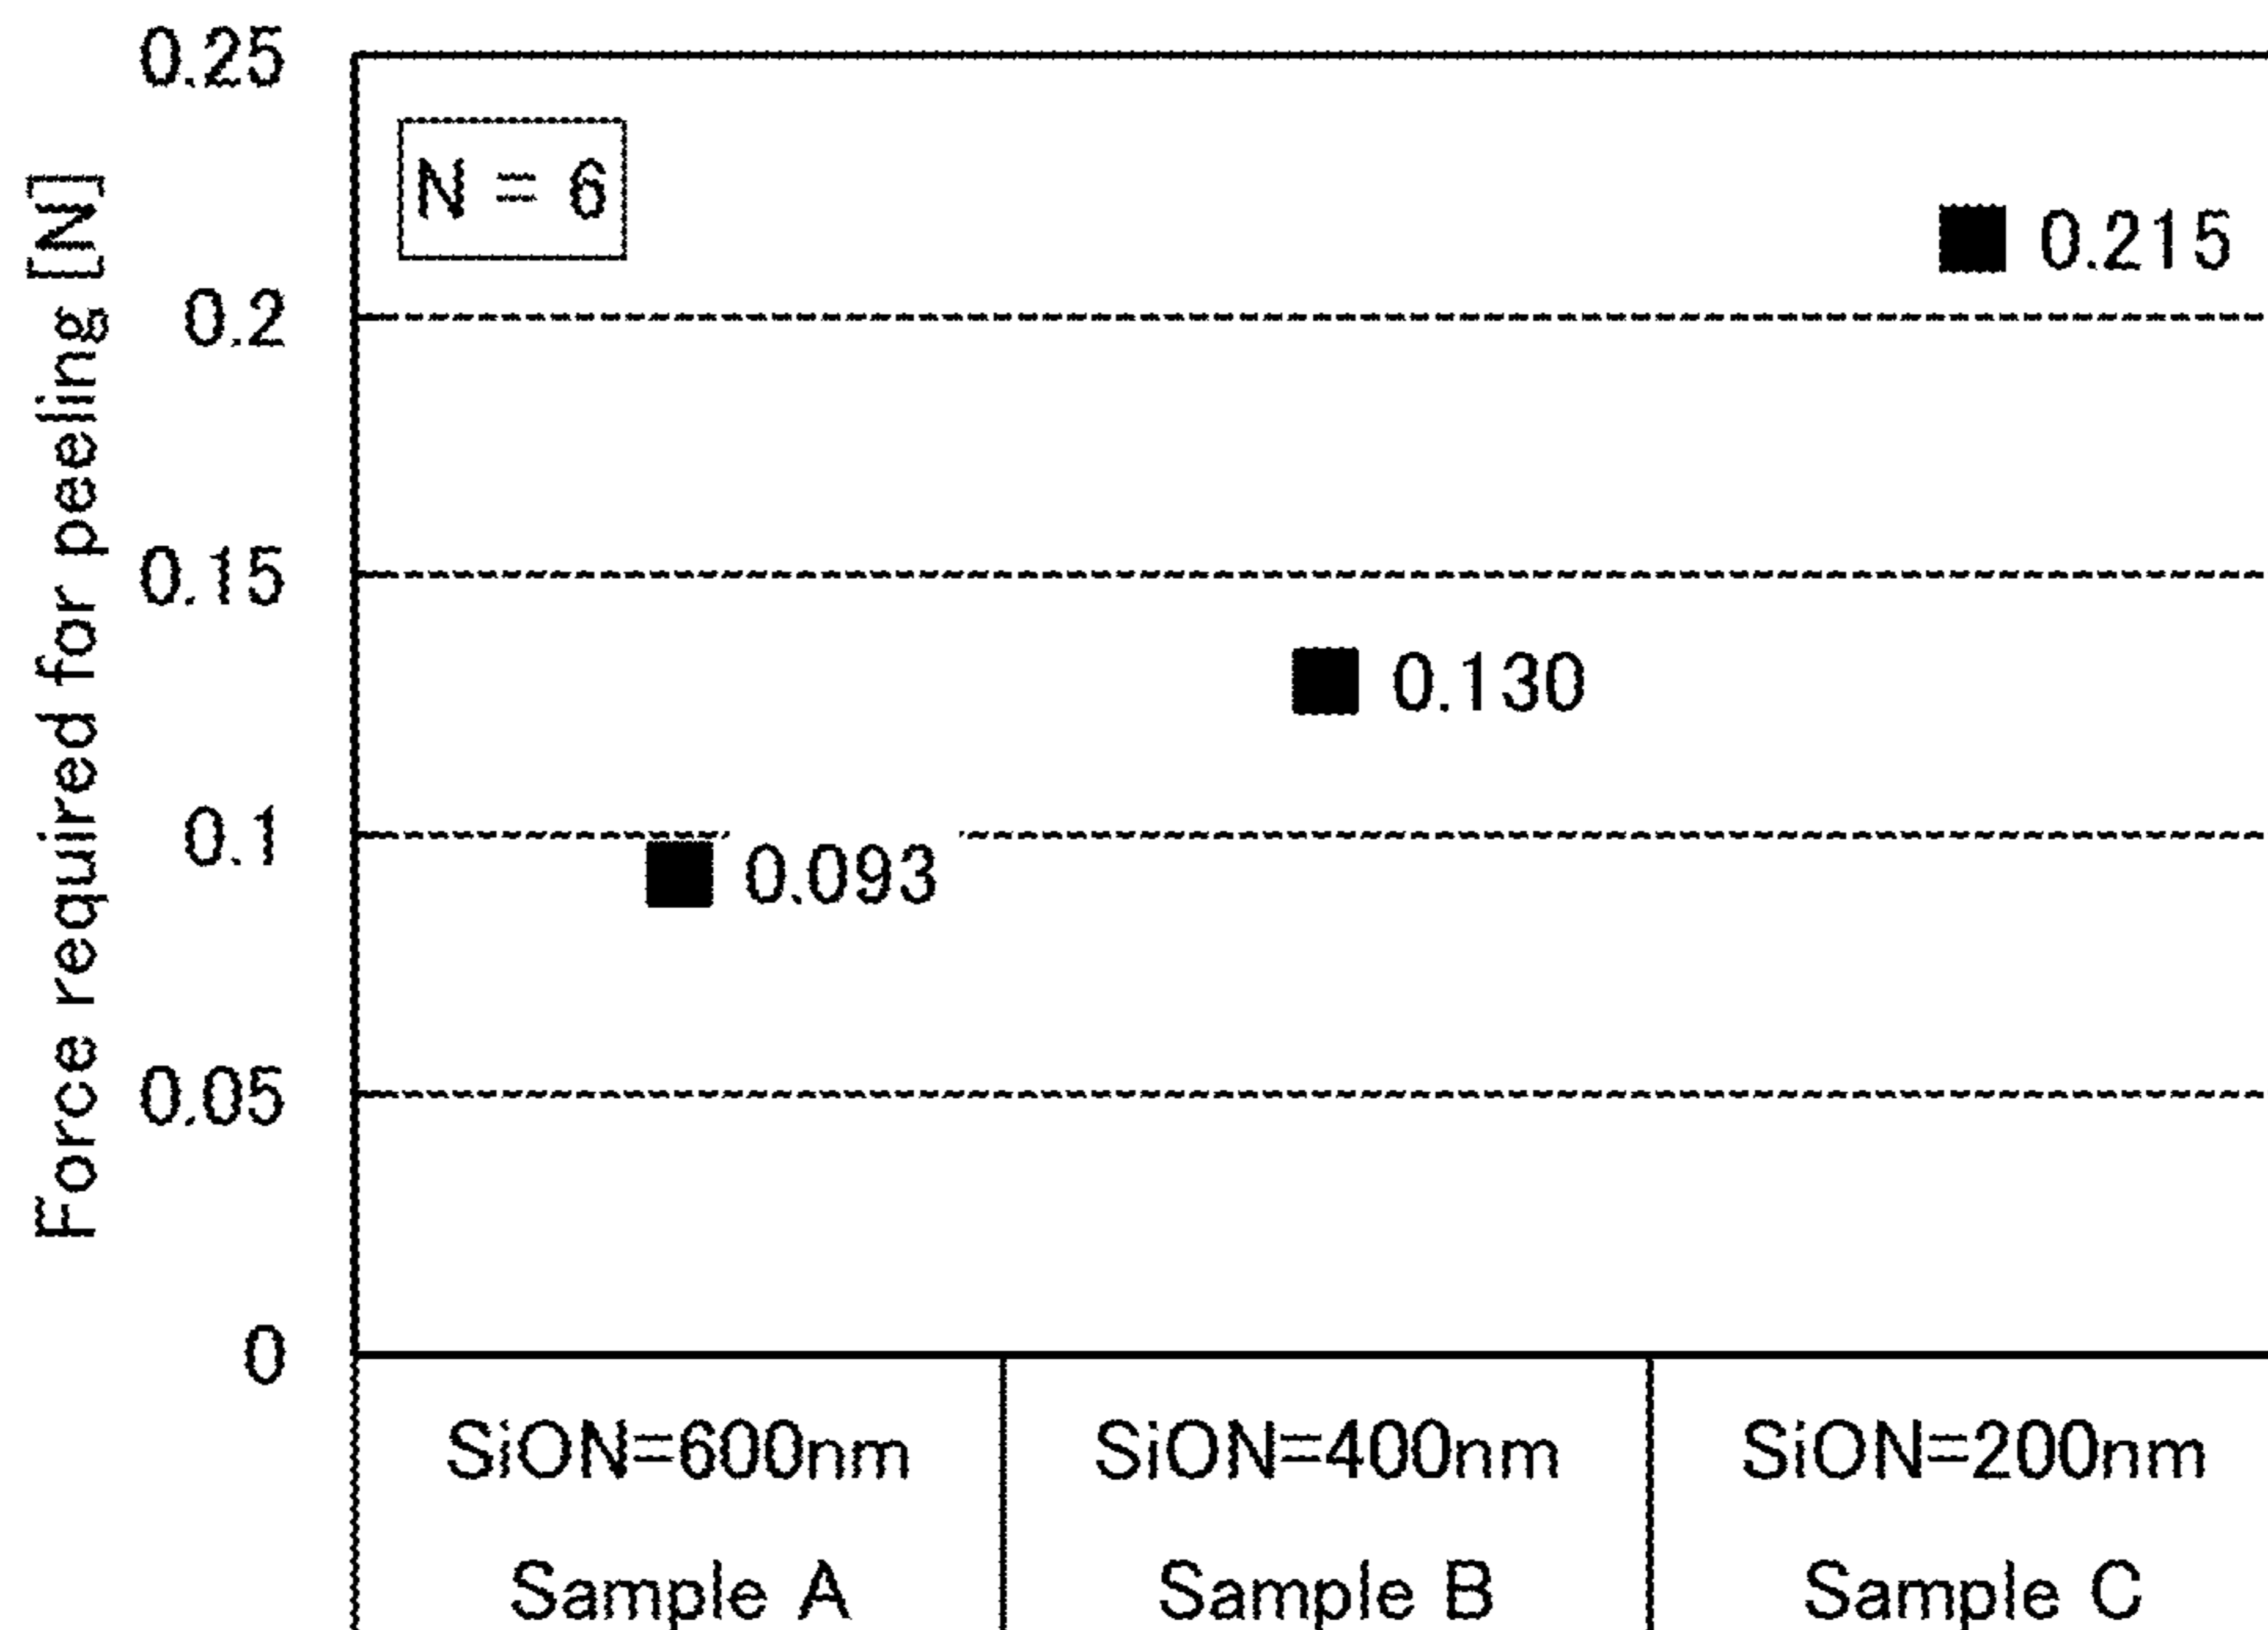 Force required for peeling [N]
0.25
0.2
0.15
0.1
0.05
0
N = 6
0.215
0.130
0.093
SiON=600nm
SiON=400nm
SiON=200nm
Sample A
Sample B
Sample C